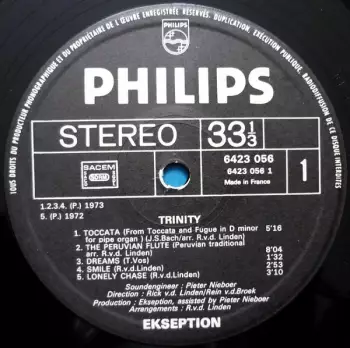 TOUS DROITS DU PRODUCTEUR PHONOGRAPHIQUE ET DU PROPRIÉTAIRE DE L'ŒUVRE ENREGISTRÉE RÉSERVÉS. DUPLICATION, EXÉCUTION PUBLIQUE, RADIODIFFUSION DE CE DISQUE INTERDITES
PHILIPS
PHILIPS
STEREO 33 1/3
SACEM
6423 056
6423 056 1
Made in France
1
1.2.3.4. (P.) 1973
5. (P.) 1972
TRINITY
1. TOCCATA (From Toccata and Fugue in D minor 5'16
for pipe organ ) (J.S.Bach/arr. R.v.d. Linden)
2. THE PERUVIAN FLUTE (Peruvian traditional
arr. R.v.d. Linden) 8'04
3. DREAMS (T.Vos) 1'32
4. SMILE (R.v.d.Linden) 2'53
5. LONELY CHASE (R.v.d.Linden) 3'10
Soundengineer : Pieter Nieboer
Direction : Rick v.d. Linden/Rein v.d.Broek
Production : Ekseption, assisted by Pieter Nieboer
Arrangements : R.v.d. Linden
EKSEPTION